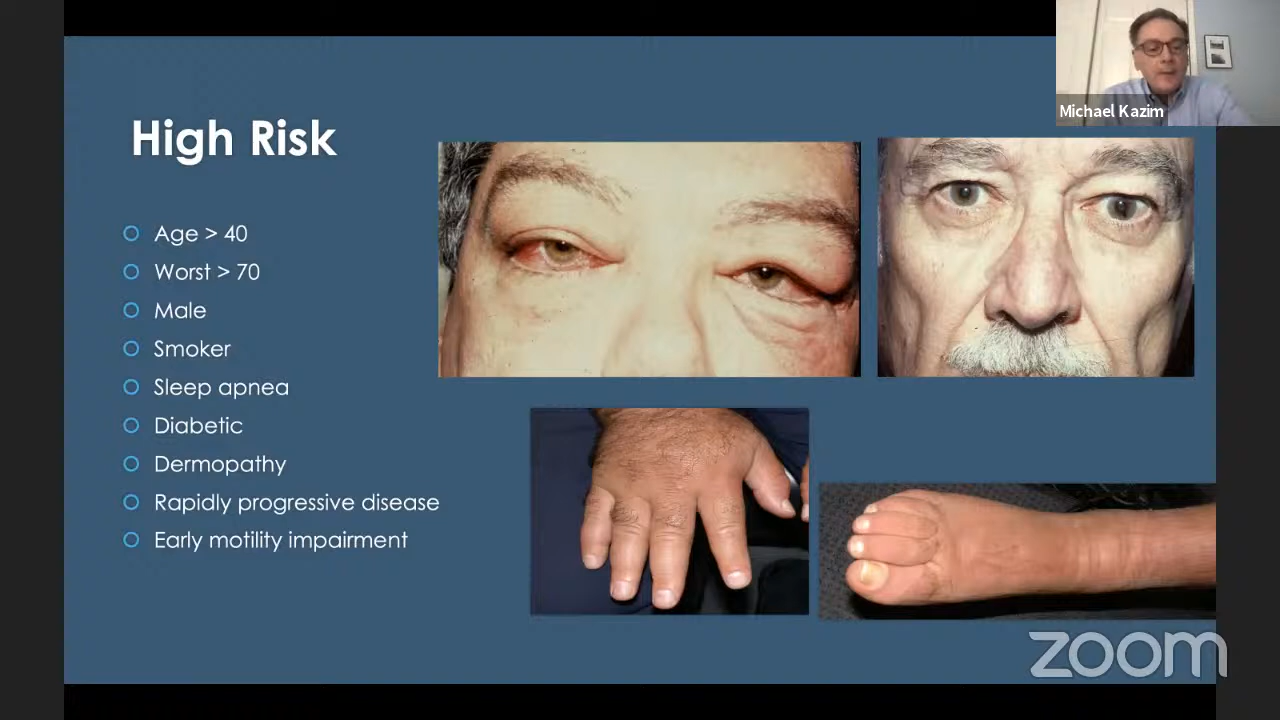 Michael Kazim
High Risk
Age > 40
Worst > 70
Male
Smoker
Sleep apnea
Diabetic
Dermopathy
Rapidly progressive disease
Early motility impairment
zoom